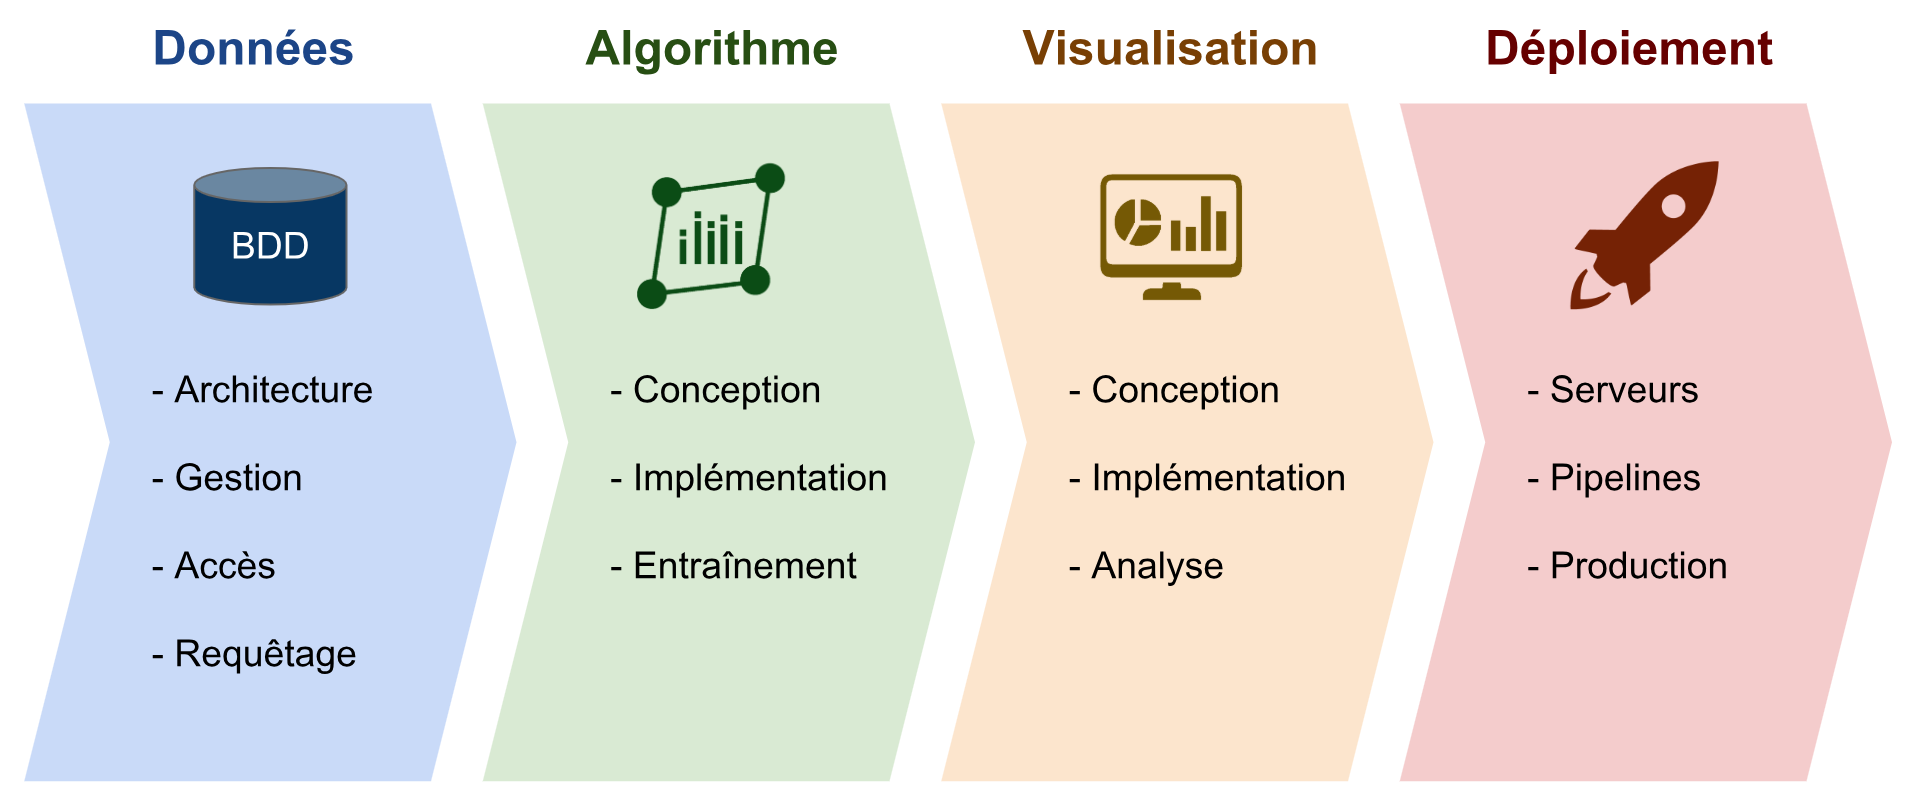 Données
BDD
- Architecture
- Gestion
- Accès
- Requêtage
Algorithme
- Conception
- Implémentation
- Entraînement
Visualisation
- Conception
- Implémentation
- Analyse
Déploiement
- Serveurs
- Pipelines
- Production